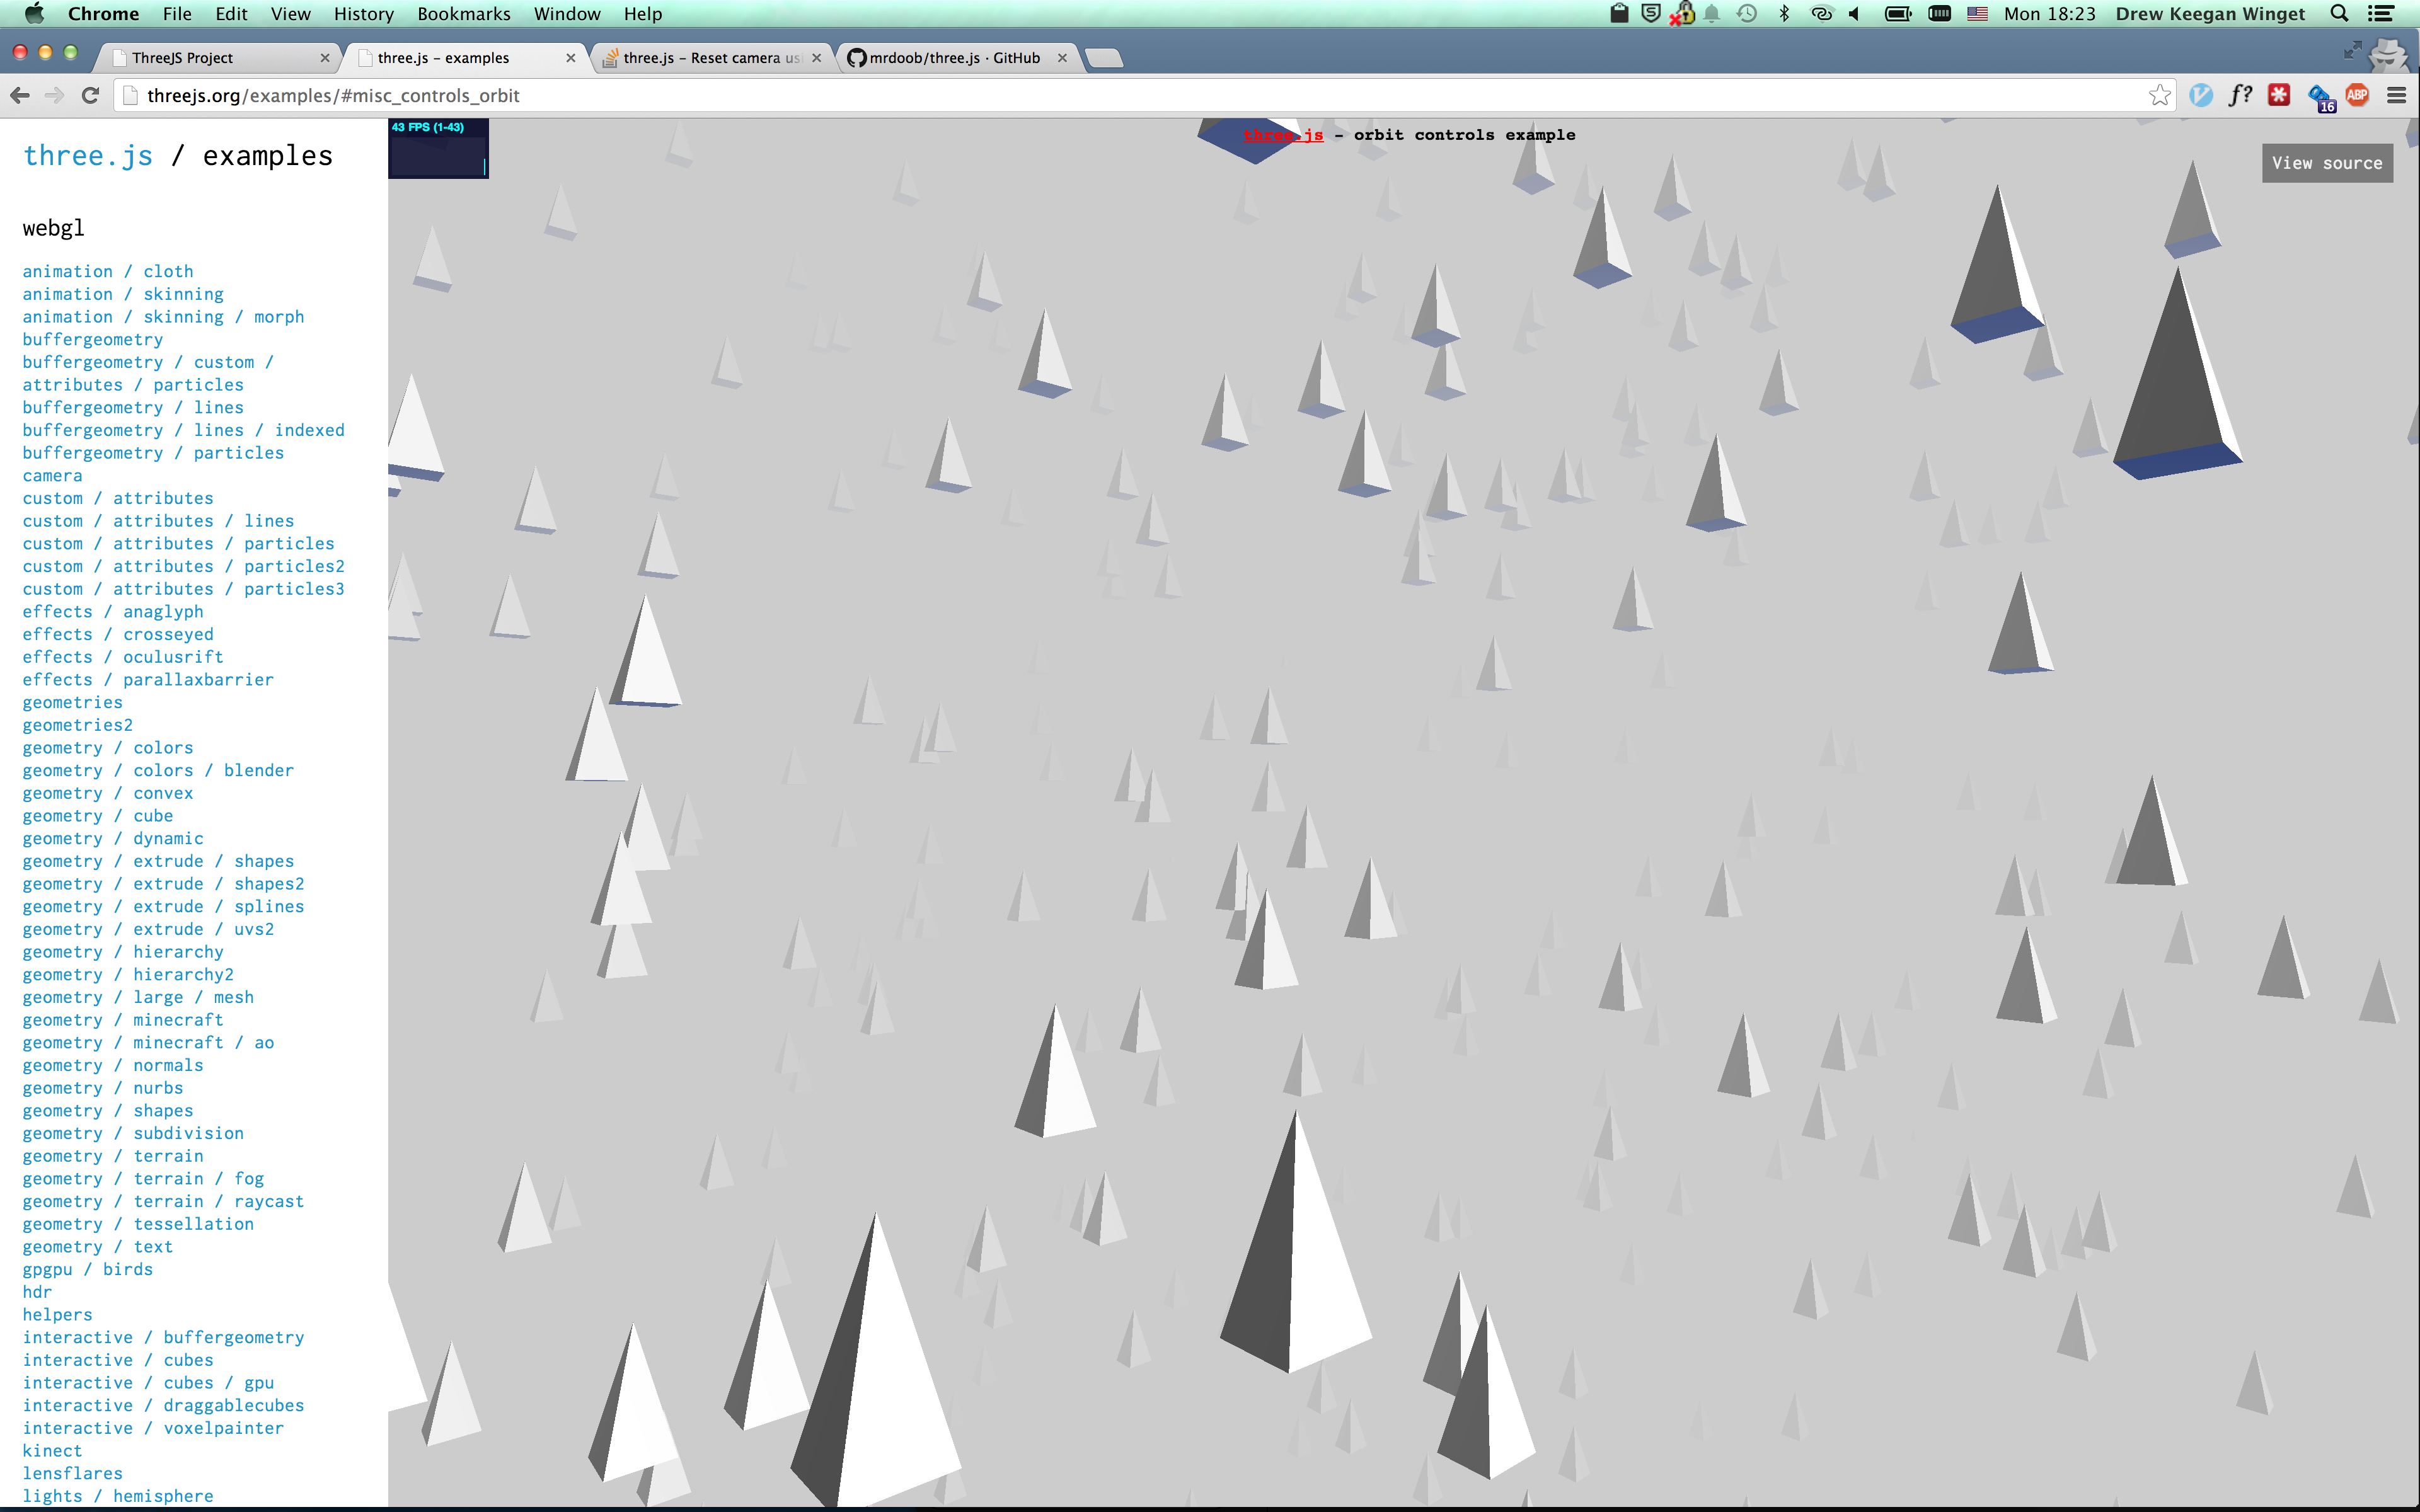 Chrome File Edit View History Bookmarks Window Help Mon 18:23 Drew Keegan Winget
ThreeJS Project three.js – examples three.js – Reset camera us mrdoob/three.js · GitHub
threejs.org/examples/#misc_controls_orbit f? 16 ABP
43 FPS (1-43)
three.js – orbit controls example
View source
three.js / examples
webgl
animation / cloth
animation / skinning
animation / skinning / morph
buffergeometry
buffergeometry / custom /
attributes / particles
buffergeometry / lines
buffergeometry / lines / indexed
buffergeometry / particles
camera
custom / attributes
custom / attributes / lines
custom / attributes / particles
custom / attributes / particles2
custom / attributes / particles3
effects / anaglyph
effects / crosseyed
effects / oculusrift
effects / parallaxbarrier
geometries
geometries2
geometry / colors
geometry / colors / blender
geometry / convex
geometry / cube
geometry / dynamic
geometry / extrude / shapes
geometry / extrude / shapes2
geometry / extrude / splines
geometry / extrude / uvs2
geometry / hierarchy
geometry / hierarchy2
geometry / large / mesh
geometry / minecraft
geometry / minecraft / ao
geometry / normals
geometry / nurbs
geometry / shapes
geometry / subdivision
geometry / terrain
geometry / terrain / fog
geometry / terrain / raycast
geometry / tessellation
geometry / text
gpgpu / birds
hdr
helpers
interactive / buffergeometry
interactive / cubes
interactive / cubes / gpu
interactive / draggablecubes
interactive / voxelpainter
kinect
lensflares
lights / hemisphere